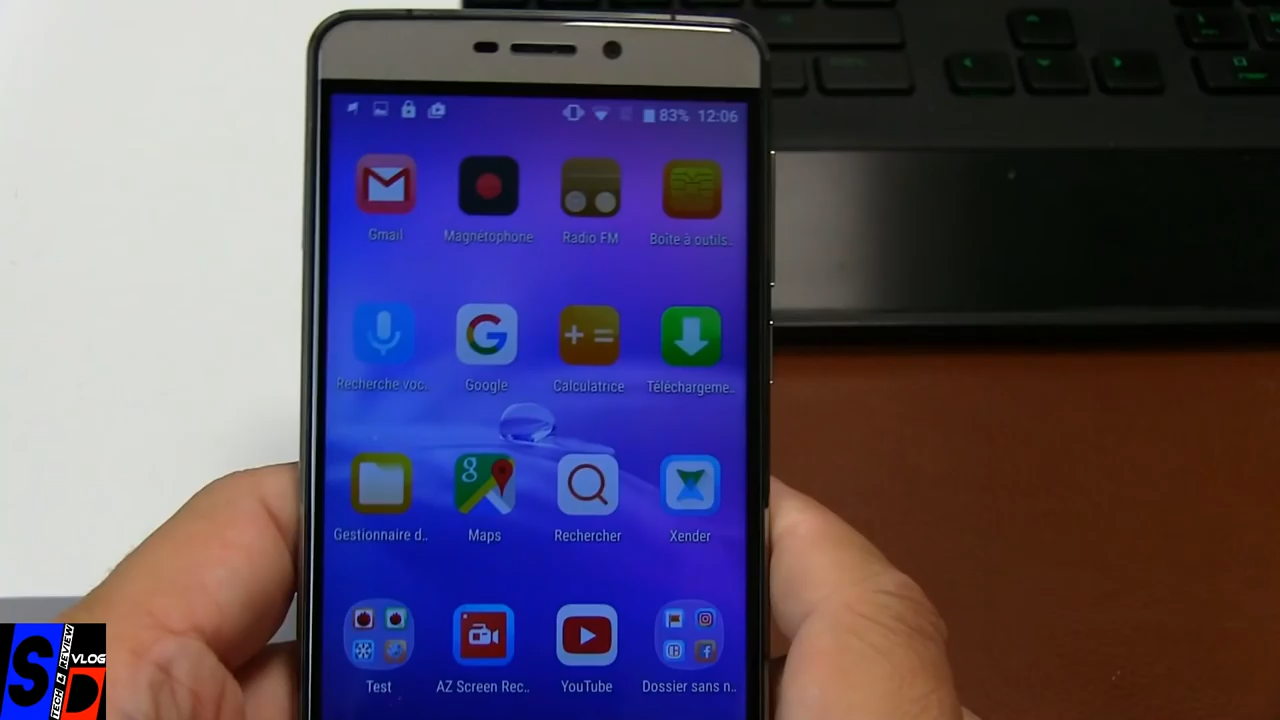 83% 12:06
Gmail
Magnétophone
Radio FM
Boîte à outils..
Recherche voc..
Google
Calculatrice
Téléchargeme..
Gestionnaire d..
Maps
Rechercher
Xender
Test
AZ Screen Rec..
YouTube
Dossier sans n..
SD
TECH & REVIEW
VLOG